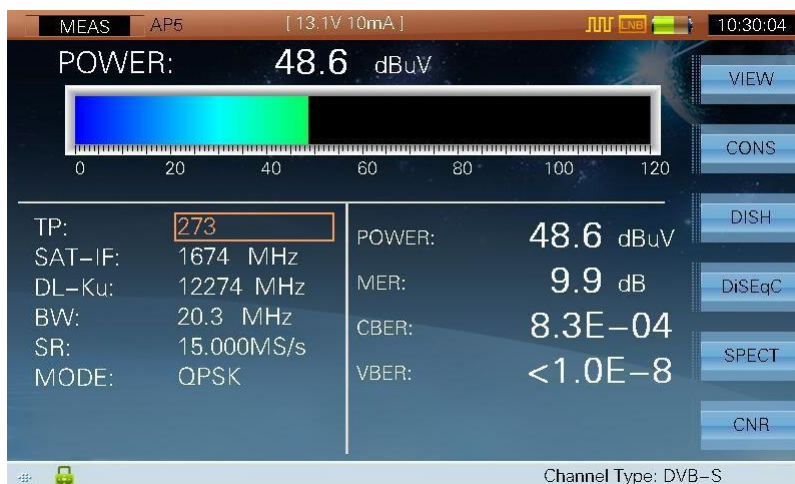 MEAS AP5 [ 13.1V 10mA ] LNB 10:30:04
POWER: 48.6 dBuV
VIEW
CONS
0 20 40 60 80 100 120
DISH
TP: 273
SAT-IF: 1674 MHz
DL-Ku: 12274 MHz
BW: 20.3 MHz
SR: 15.000MS/s
MODE: QPSK
POWER: 48.6 dBuV
MER: 9.9 dB
CBER: 8.3E-04
VBER: <1.0E-8
DiSEqC
SPECT
CNR
Channel Type: DVB-S